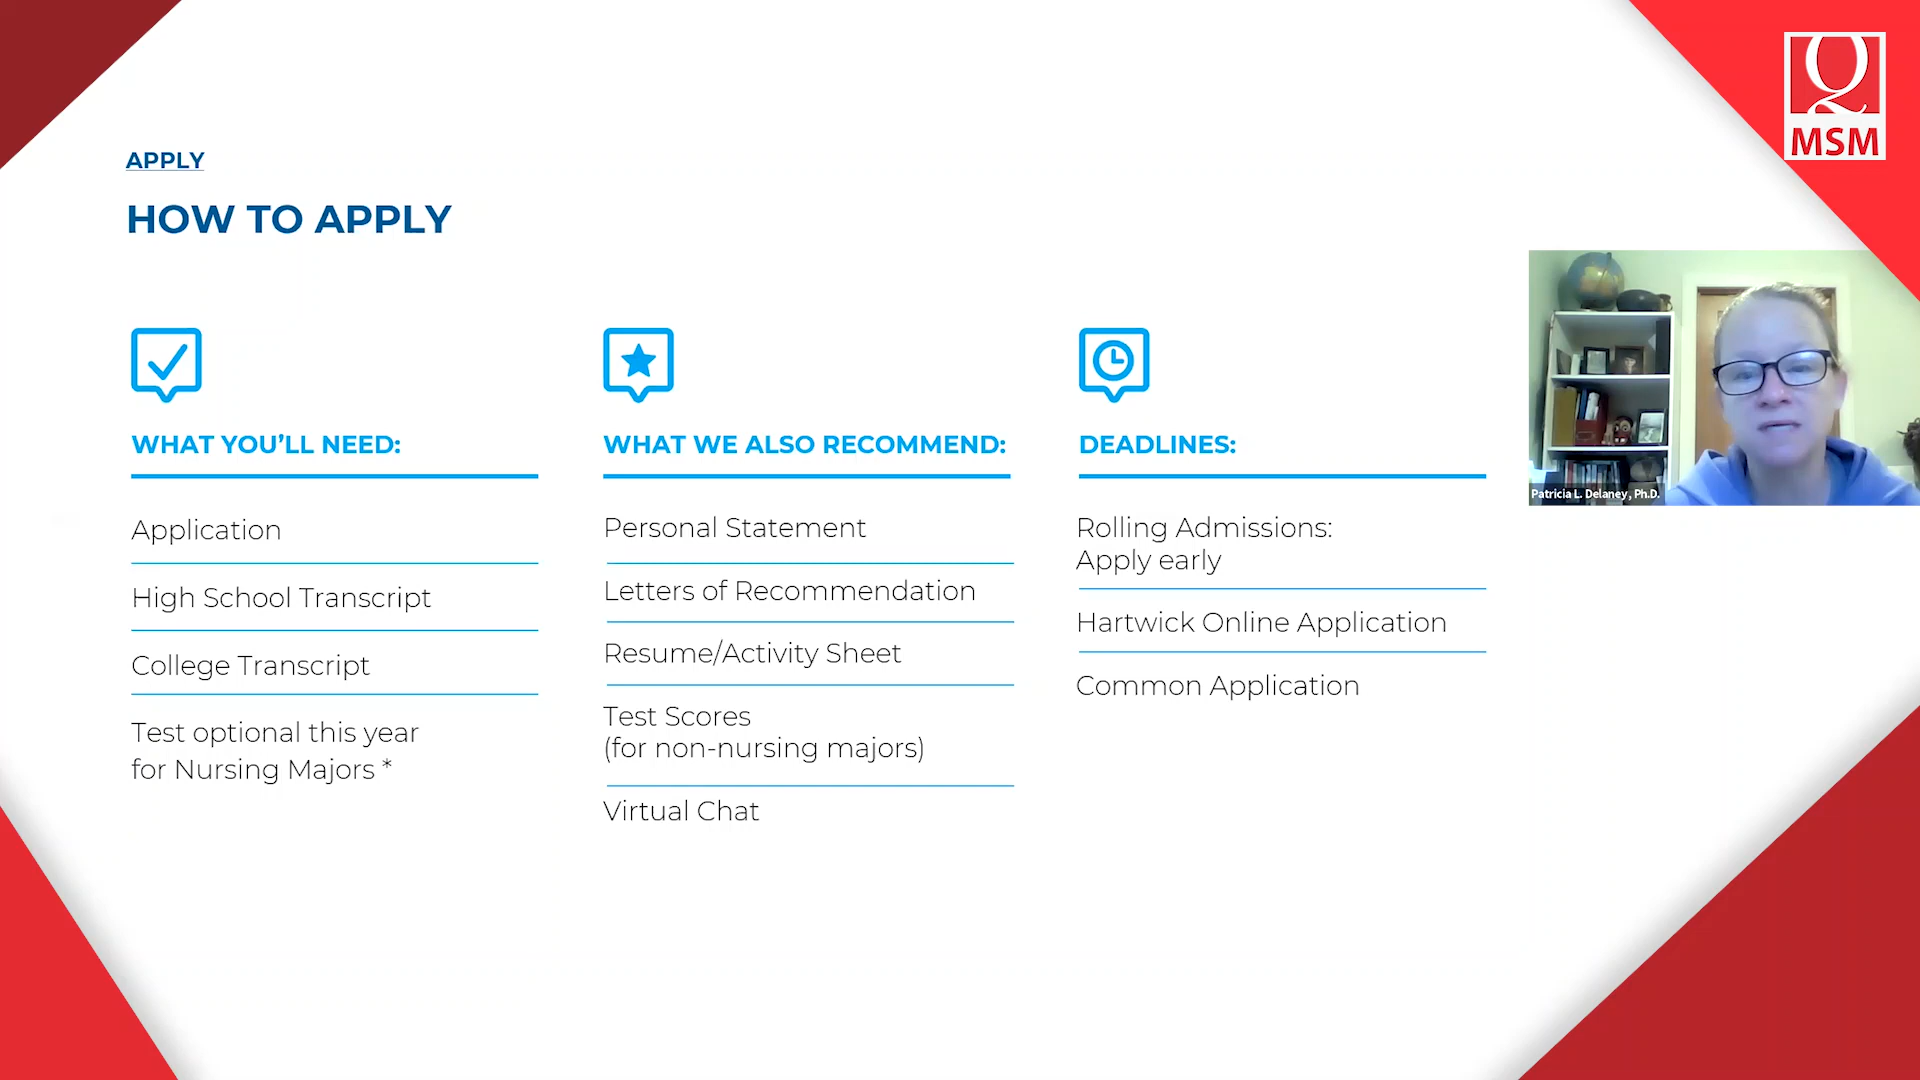 Q
MSM
APPLY
HOW TO APPLY
WHAT YOU’LL NEED:
Application
High School Transcript
College Transcript
Test optional this year
for Nursing Majors *
WHAT WE ALSO RECOMMEND:
Personal Statement
Letters of Recommendation
Resume/Activity Sheet
Test Scores
(for non-nursing majors)
Virtual Chat
DEADLINES:
Rolling Admissions:
Apply early
Hartwick Online Application
Common Application
Patricia L. Delaney, Ph.D.